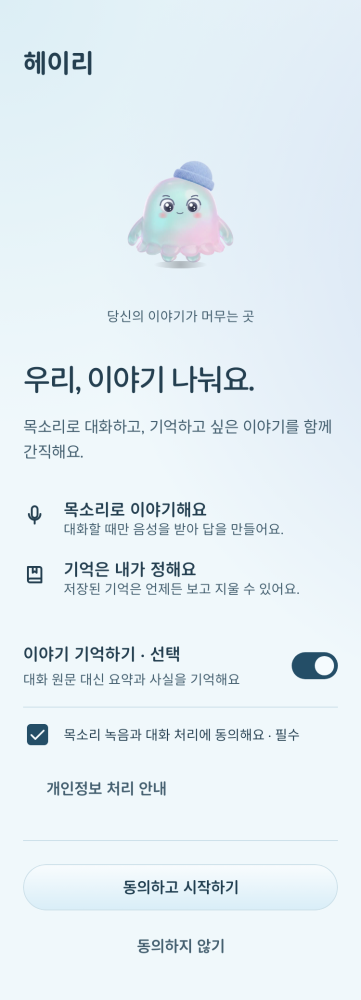 헤이리
당신의 이야기가 머무는 곳
우리, 이야기 나눠요.
목소리로 대화하고, 기억하고 싶은 이야기를 함께
간직해요.
목소리로 이야기해요
대화할 때만 음성을 받아 답을 만들어요.
기억은 내가 정해요
저장된 기억은 언제든 보고 지울 수 있어요.
이야기 기억하기 · 선택
대화 원문 대신 요약과 사실을 기억해요
목소리 녹음과 대화 처리에 동의해요 · 필수
개인정보 처리 안내
동의하고 시작하기
동의하지 않기